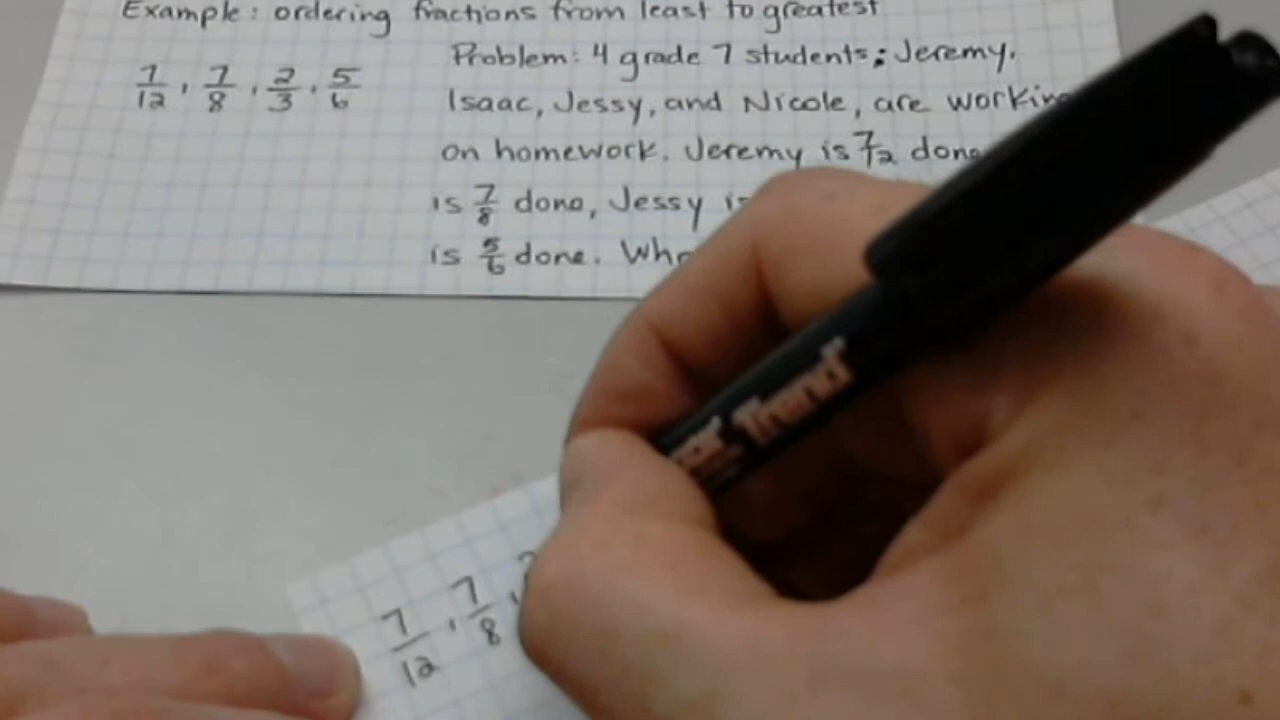 Example: ordering fractions from least to greatest
7/12, 7/8, 2/3, 5/6
Problem: 4 grade 7 students: Jeremy,
Isaac, Jessy, and Nicole, are
on homework. Jeremy is 7/12 done
is 7/8 done, Jessy is
is 5/6 done.
Trend
7/12, 7/8,